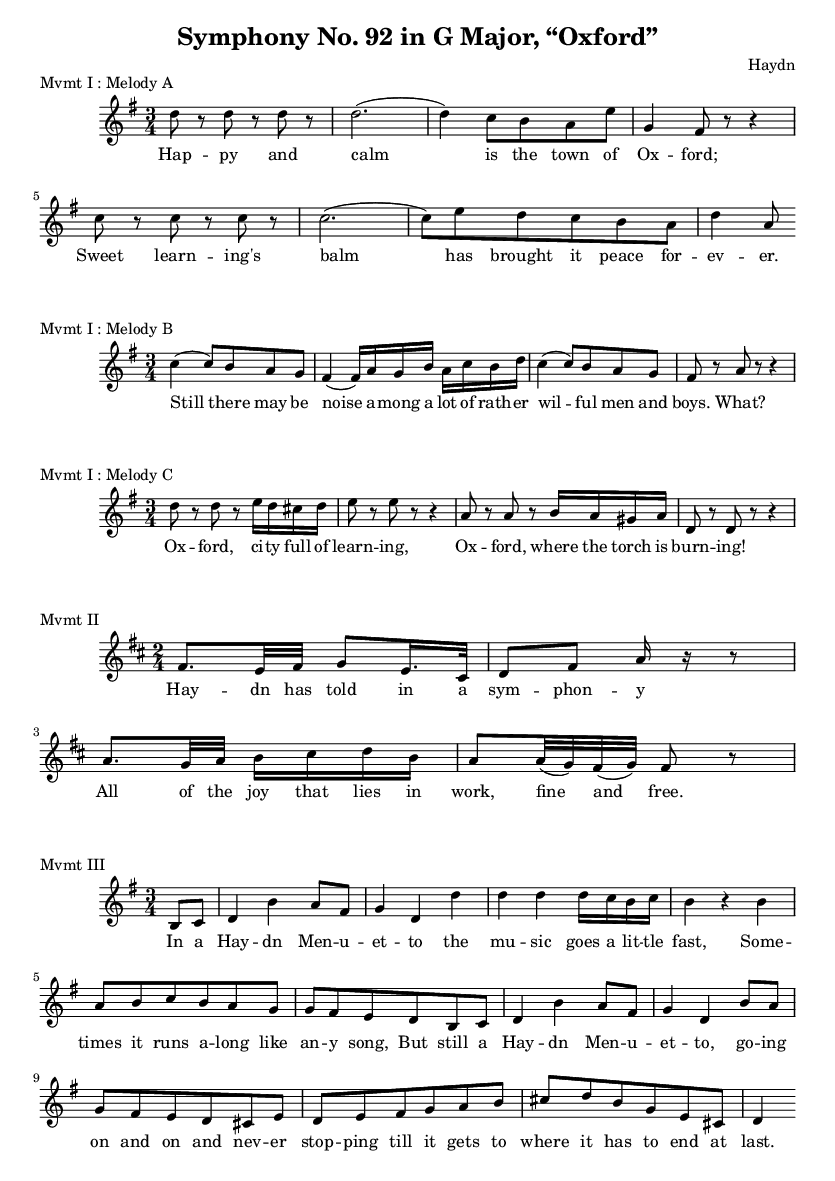 Symphony No. 92 in G Major, “Oxford”
Haydn
Mvmt I : Melody A
3 4
Hap -- py and calm is the town of Ox -- ford;
5
Sweet learn -- ing's balm has brought it peace for -- ev -- er.
Mvmt I : Melody B
3 4
Still there may be noise a -- mong a lot of rath -- er wil -- ful men and boys. What?
Mvmt I : Melody C
3 4
Ox -- ford, ci -- ty full of learn -- ing, Ox -- ford, where the torch is burn -- ing!
Mvmt II
2 4
Hay -- dn has told in a sym -- phon -- y
3
All of the joy that lies in work, fine and free.
Mvmt III
3 4
In a Hay -- dn Men -- u -- et -- to the mu -- sic goes a lit -- tle fast, Some --
5
times it runs a -- long like an -- y song, But still a Hay -- dn Men -- u -- et -- to, go -- ing
9
on and on and nev -- er stop -- ping till it gets to where it has to end at last.